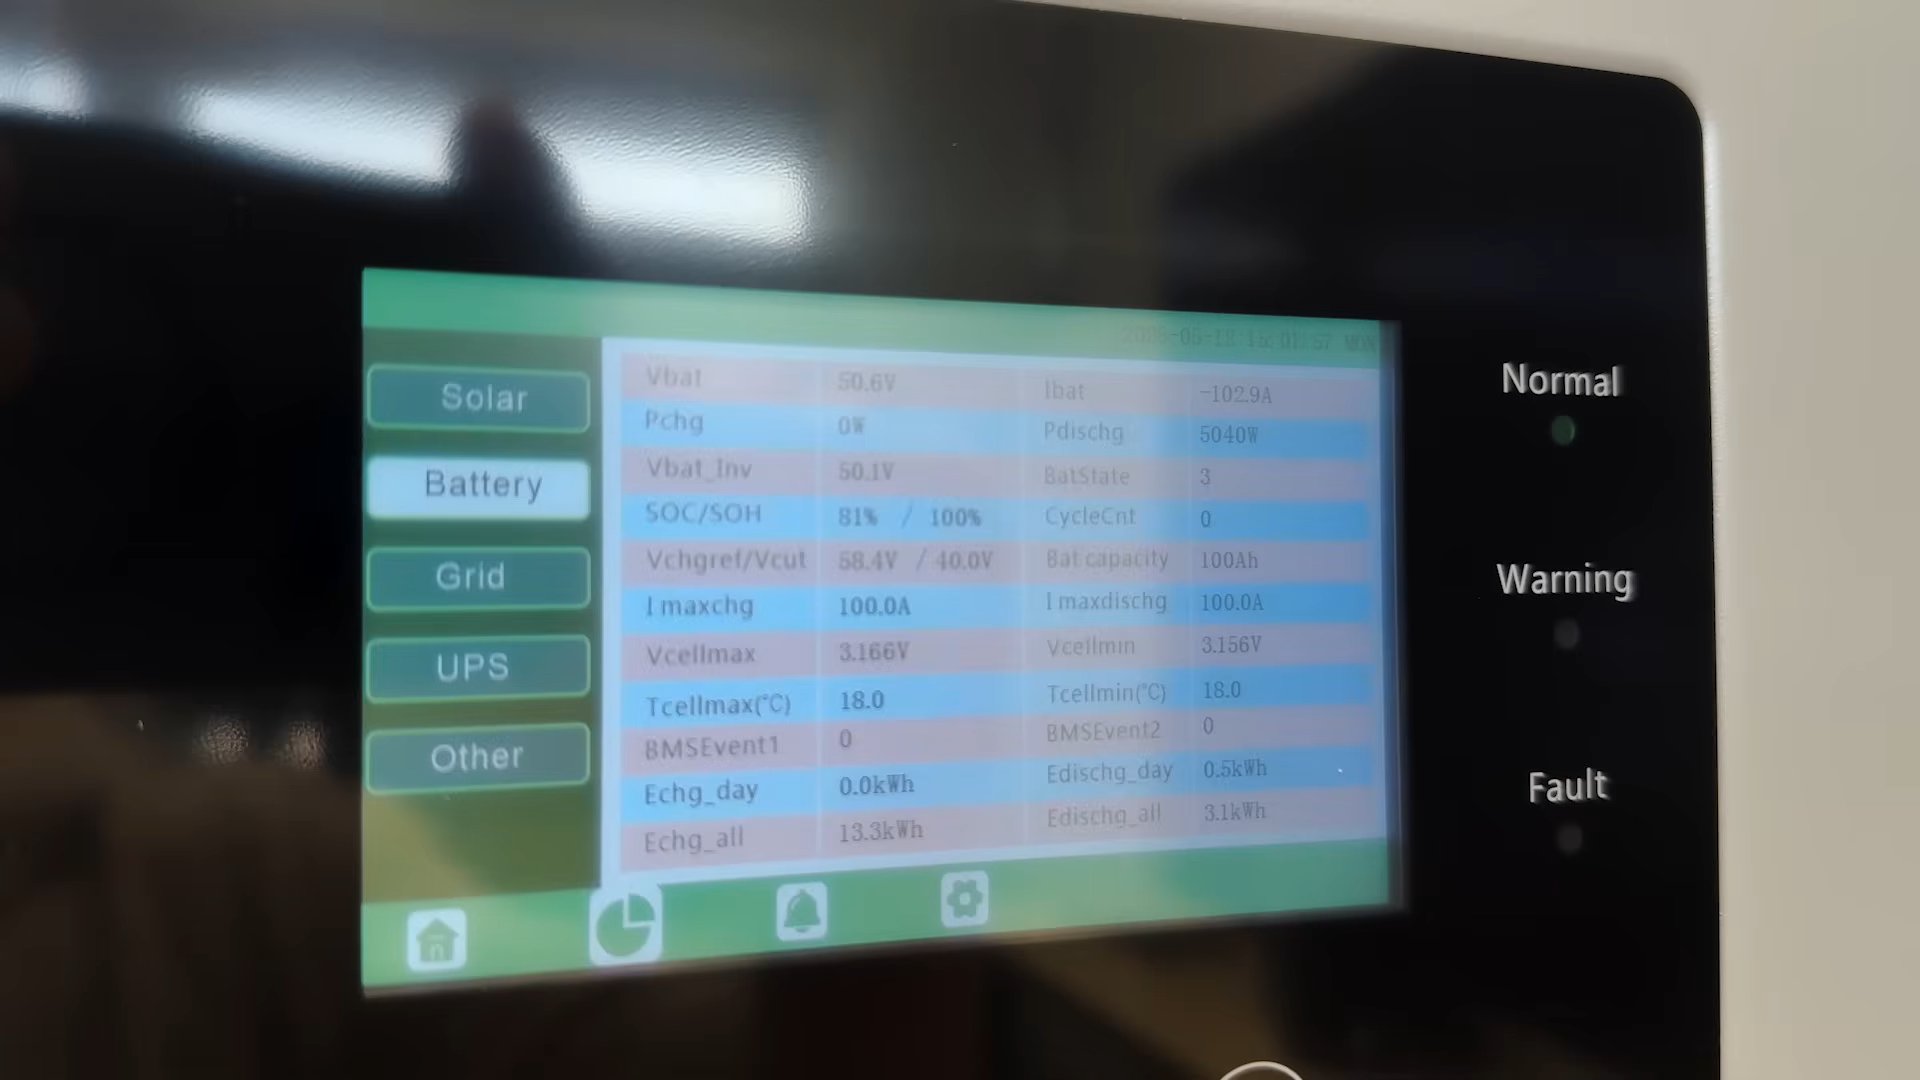 Solar
Battery
Grid
UPS
Other
Vbat 50.6V Ibat -102.9A
Pchg 0W Pdischg 5040W
Vbat_Inv 50.1V BatState 3
SOC/SOH 81% / 100% CycleCnt 0
Vchgref/Vcut 58.4V / 40.0V Bat capacity 100Ah
I maxchg 100.0A I maxdischg 100.0A
Vcellmax 3.166V Vcellmin 3.156V
Tcellmax(℃) 18.0 Tcellmin(℃) 18.0
BMSEvent1 0 BMSEvent2 0
Echg_day 0.0kWh Edischg_day 0.5kWh
Echg_all 13.3kWh Edischg_all 3.1kWh
Normal
Warning
Fault